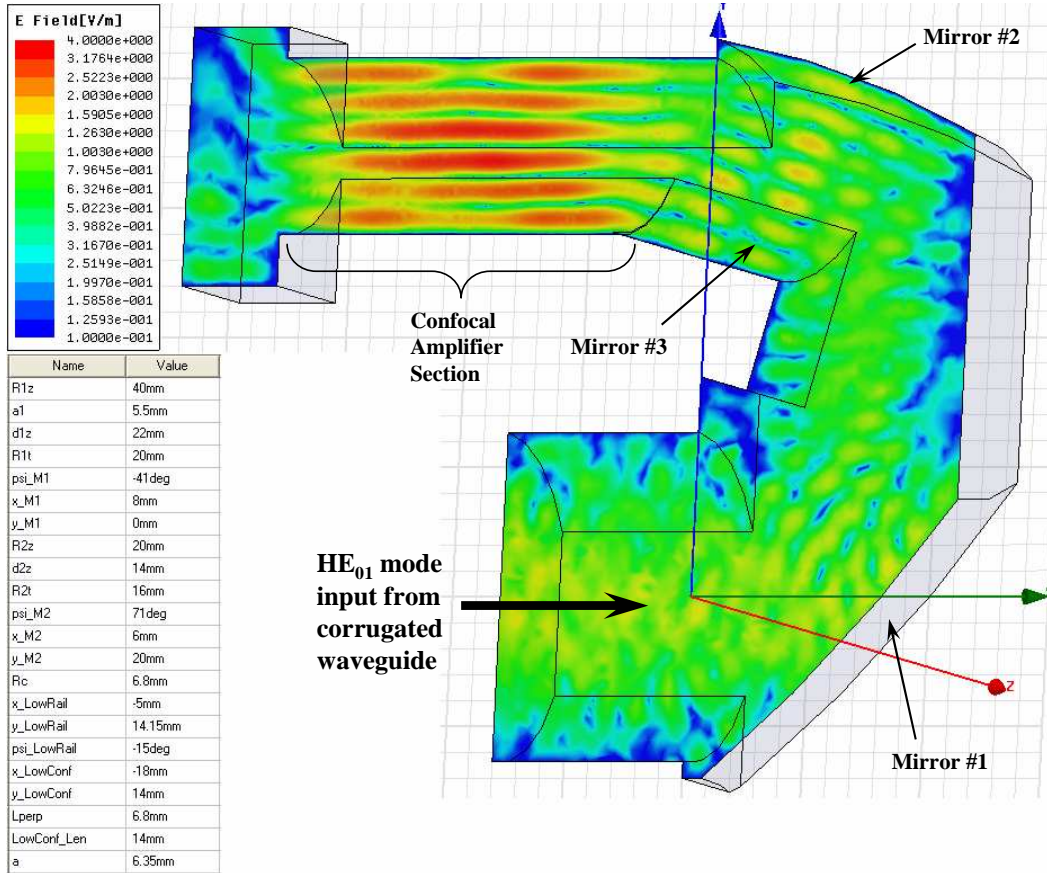 E Field[V/m]
4.0000e+000
3.1764e+000
2.5223e+000
2.0030e+000
1.5905e+000
1.2630e+000
1.0030e+000
7.9645e-001
6.3246e-001
5.0223e-001
3.9882e-001
3.1670e-001
2.5149e-001
1.9970e-001
1.5858e-001
1.2593e-001
1.0000e-001
Mirror #2
Confocal
Amplifier
Section
Mirror #3
HE01 mode
input from
corrugated
waveguide
Z
Mirror #1
Name Value
R1z 40mm
a1 5.5mm
d1z 22mm
R1t 20mm
psi_M1 -41deg
x_M1 8mm
y_M1 0mm
R2z 20mm
d2z 14mm
R2t 16mm
psi_M2 71deg
x_M2 6mm
y_M2 20mm
Rc 6.8mm
x_LowRail -5mm
y_LowRail 14.15mm
psi_LowRail -15deg
x_LowConf -18mm
y_LowConf 14mm
Lperp 6.8mm
LowConf_Len 14mm
a 6.35mm